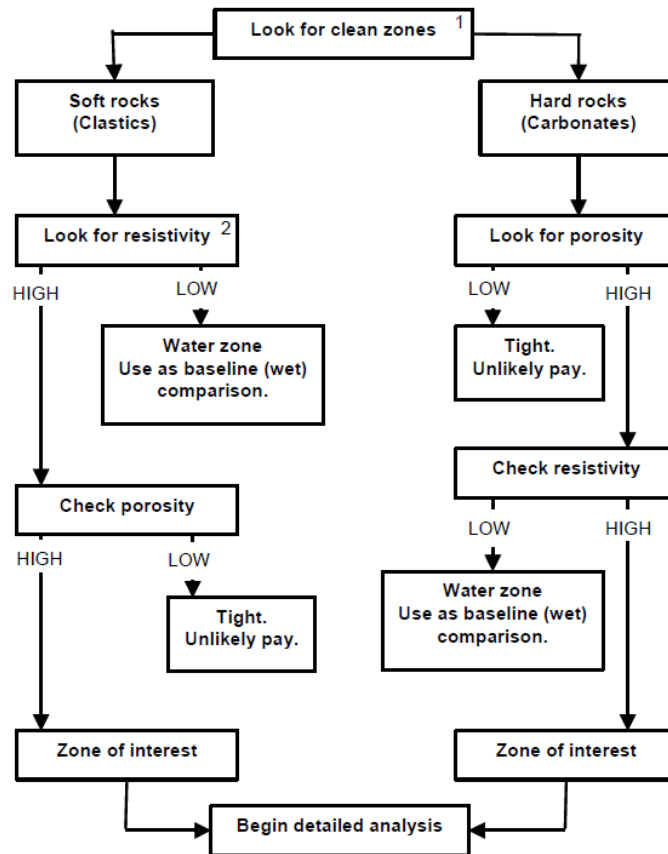 Look for clean zones 1
Soft rocks
(Clastics)
Hard rocks
(Carbonates)
Look for resistivity 2
Look for porosity
HIGH
LOW
LOW
HIGH
Water zone
Use as baseline (wet)
comparison.
Tight.
Unlikely pay.
Check resistivity
Check porosity
HIGH
LOW
LOW
HIGH
Tight.
Unlikely pay.
Water zone
Use as baseline (wet)
comparison.
Zone of interest
Zone of interest
Begin detailed analysis